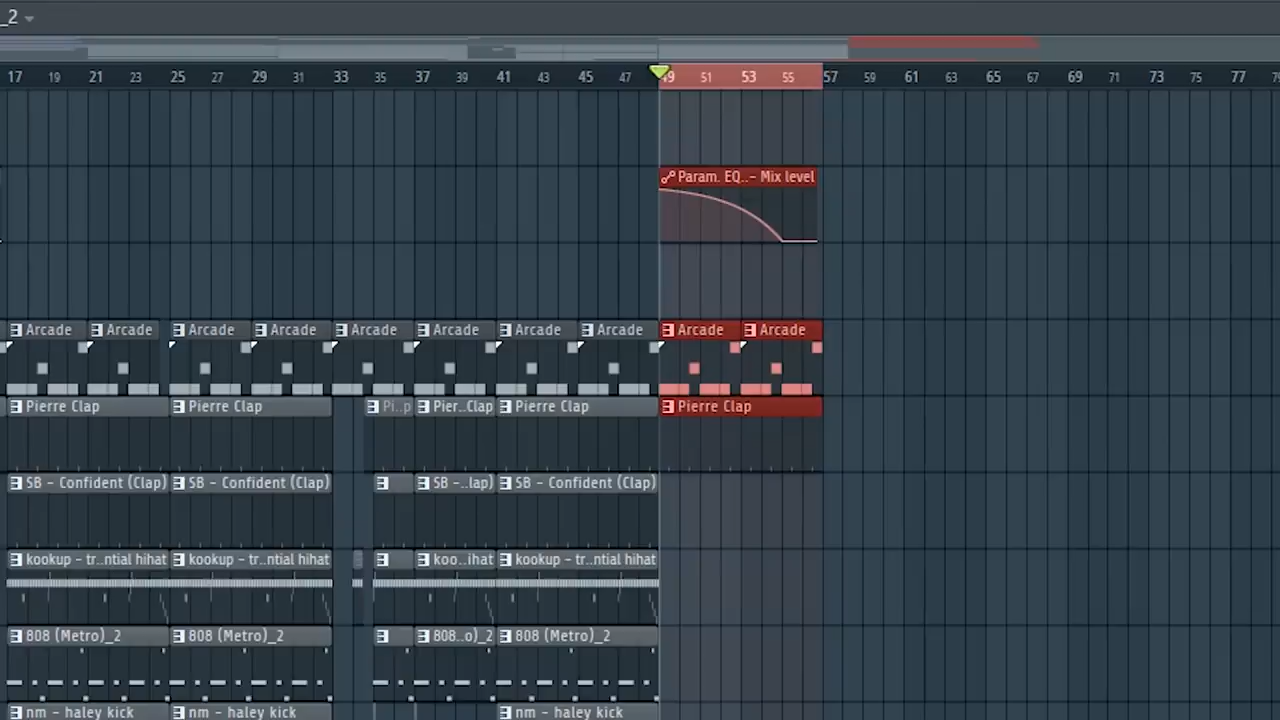 _2
17 19 21 23 25 27 29 31 33 35 37 39 41 43 45 47 49 51 53 55 57 59 61 63 65 67 69 71 73 75 77
Param. EQ..- Mix level
Arcade Arcade Arcade Arcade Arcade Arcade Arcade Arcade Arcade Arcade
Pierre Clap Pierre Clap Pi..p Pier..Clap Pierre Clap Pierre Clap
SB - Confident (Clap) SB - Confident (Clap) SB -..lap) SB - Confident (Clap)
kookup - tr..ntial hihat kookup - tr..ntial hihat koo..ihat kookup - tr..ntial hihat
808 (Metro)_2 808 (Metro)_2 808..o)_2 808 (Metro)_2
nm - haley kick nm - haley kick nm - haley kick